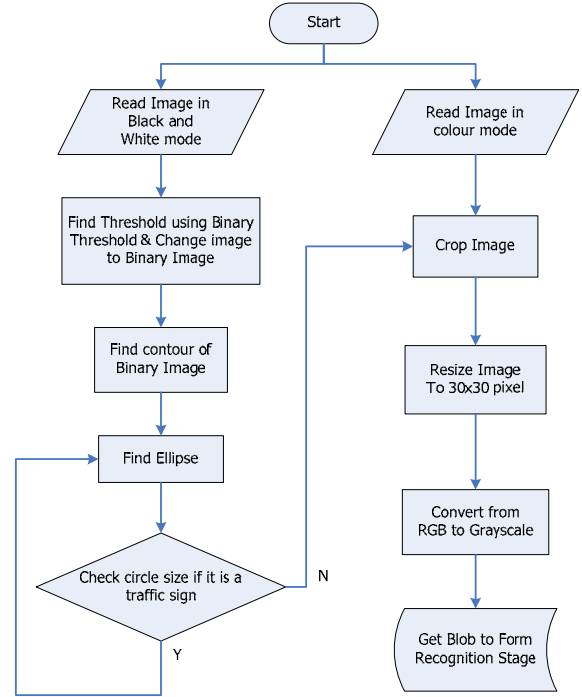 Start
Read Image in
Black and
White mode
Read Image in
colour mode
Find Threshold using Binary
Threshold & Change image
to Binary Image
Crop Image
Find contour of
Binary Image
Resize Image
To 30x30 pixel
Find Ellipse
Convert from
RGB to Grayscale
Check circle size if it is a
traffic sign
N
Y
Get Blob to Form
Recognition Stage